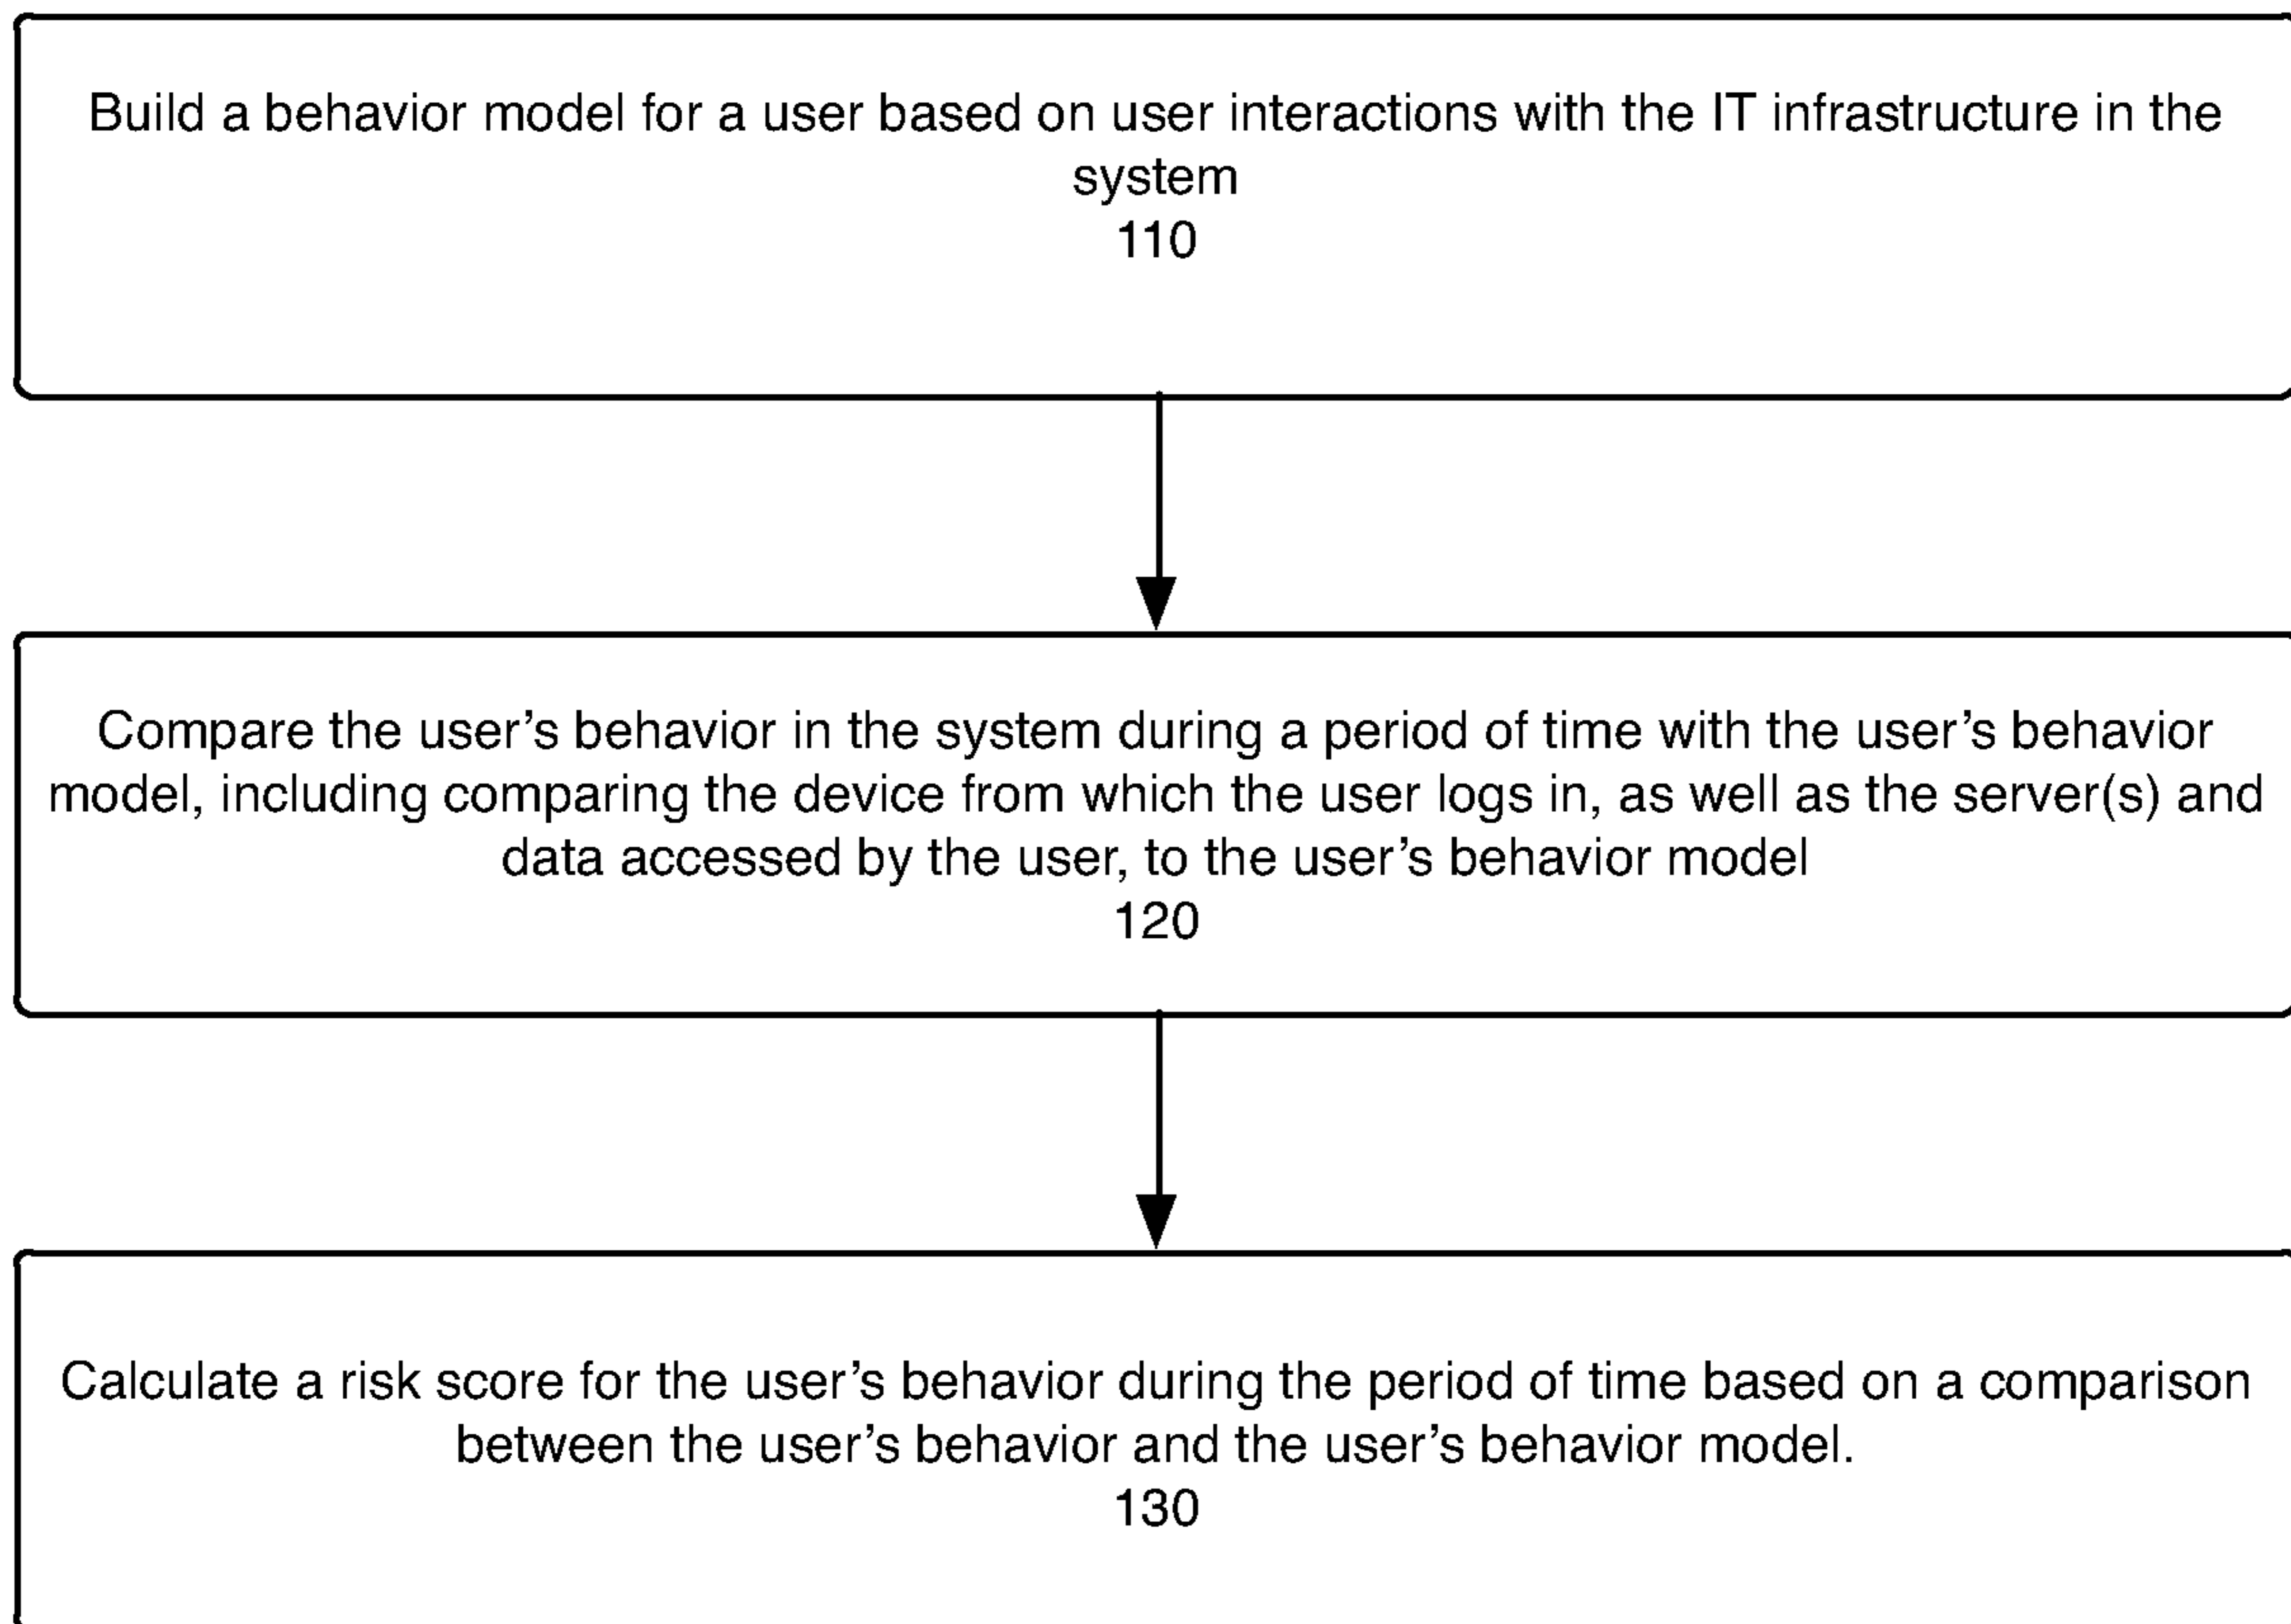 Build a behavior model for a user based on user interactions with the IT infrastructure in the
system
110
Compare the user’s behavior in the system during a period of time with the user’s behavior
model, including comparing the device from which the user logs in, as well as the server(s) and
data accessed by the user, to the user’s behavior model
120
Calculate a risk score for the user’s behavior during the period of time based on a comparison
between the user’s behavior and the user’s behavior model.
130